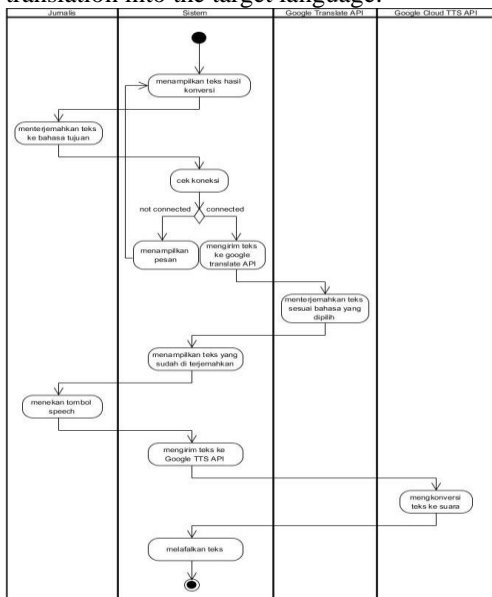 translation into the target language.
Jurnalis
Sistem
Google Translate API
Google Cloud TTS API
menampilkan teks hasil
konversi
menterjemahkan teks
ke bahasa tujuan
cek koneksi
not connected
connected
menampilkan
pesan
mengirim teks
ke google
translate API
menterjemahkan teks
sesuai bahasa yang
dipilih
menampilkan teks yang
sudah di terjemahkan
menekan tombol
speech
mengirim teks ke
Google TTS API
mengkonversi
teks ke suara
melafalkan teks